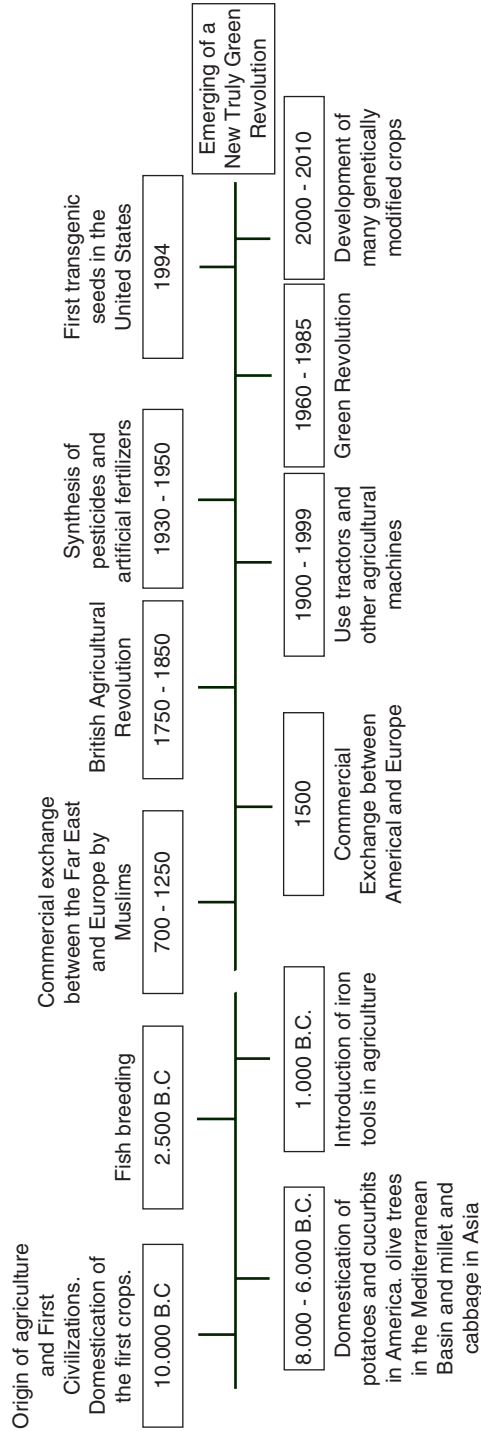 Origin of agriculture
and First
Civilizations.
Domestication of
the first crops.
10.000 B.C
8.000 - 6.000 B.C.
Domestication of
potatoes and cucurbits
in America. olive trees
in the Mediterranean
Basin and millet and
cabbage in Asia
Fish breeding
2.500 B.C
1.000 B.C.
Introduction of iron
tools in agriculture
Commercial exchange
between the Far East
and Europe by
Muslims
700 - 1250
1500
Commercial
Exchange between
Americal and Europe
British Agricultural
Revolution
1750 - 1850
1900 - 1999
Use tractors and
other agricultural
machines
Synthesis of
pesticides and
artificial fertilizers
1930 - 1950
1960 - 1985
Green Revolution
First transgenic
seeds in the
United States
1994
2000 - 2010
Development of
many genetically
modified crops
Emerging of a
New Truly Green
Revolution